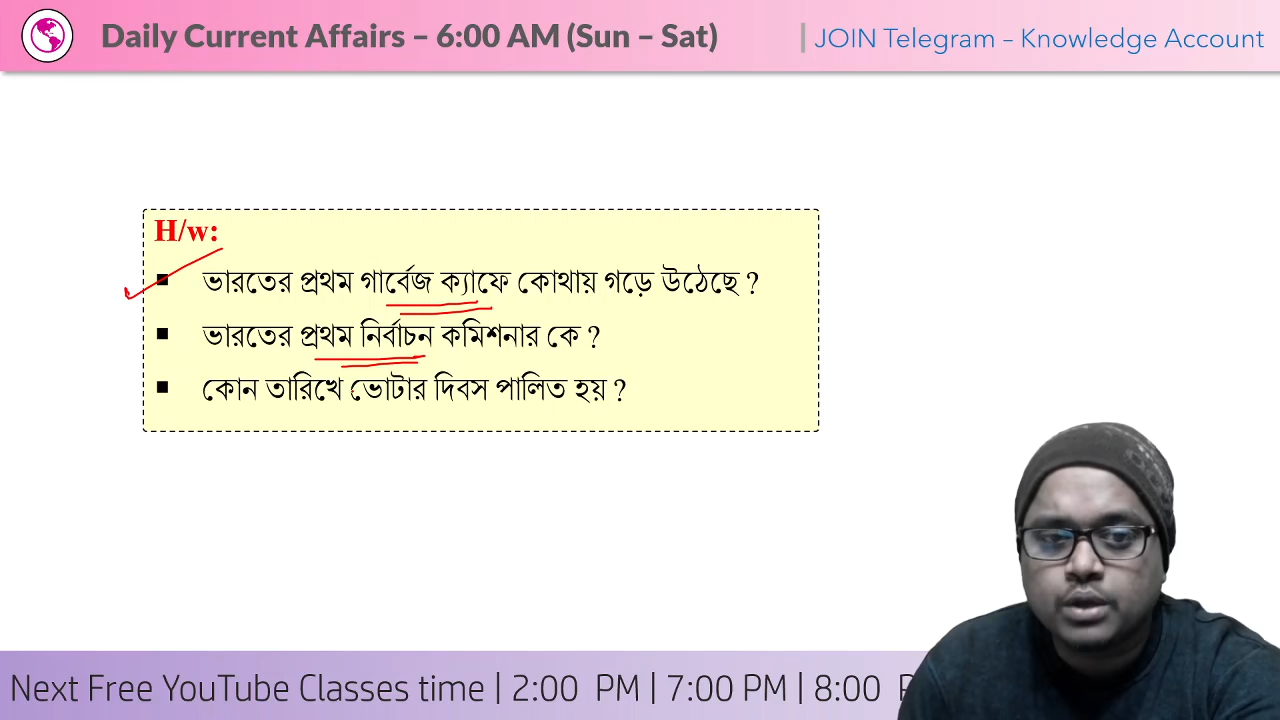 Daily Current Affairs – 6:00 AM (Sun – Sat) | JOIN Telegram – Knowledge Account
H/w:
▪ ভারতের প্রথম গার্বেজ ক্যাফে কোথায় গড়ে উঠেছে ?
▪ ভারতের প্রথম নির্বাচন কমিশনার কে ?
▪ কোন তারিখে ভোটার দিবস পালিত হয় ?
Next Free YouTube Classes time | 2:00 PM | 7:00 PM | 8:00